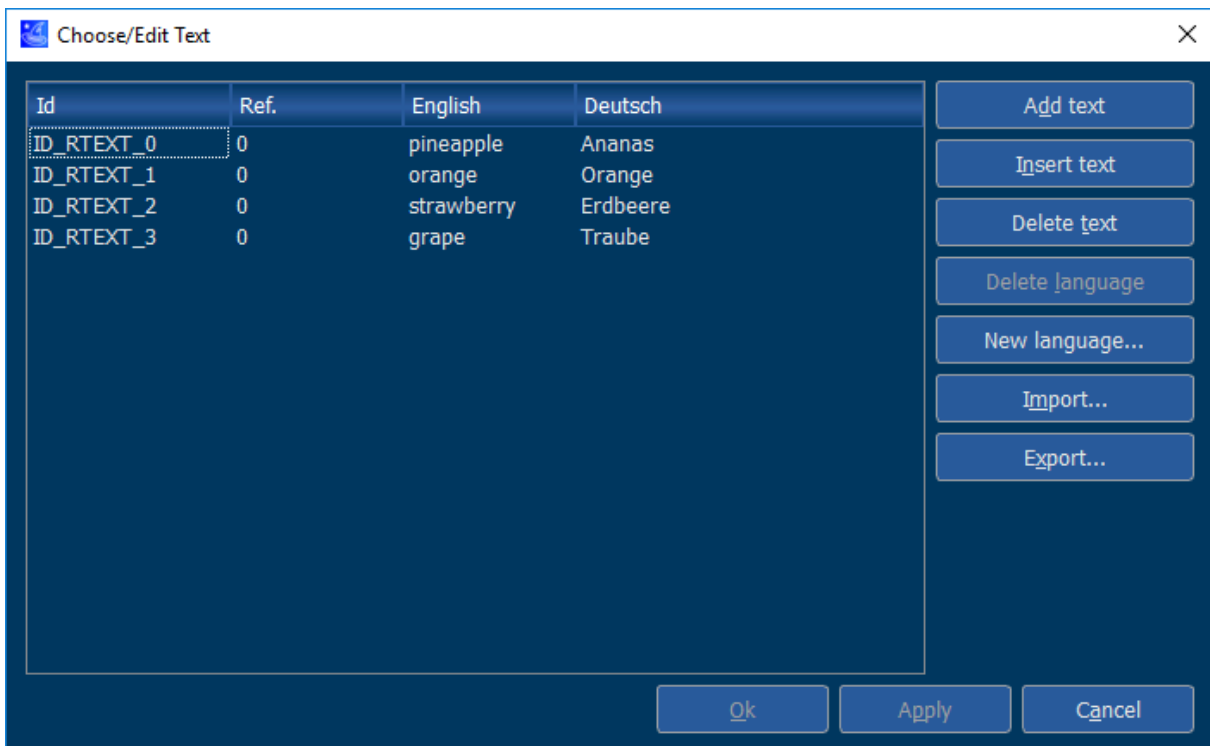 Choose/Edit Text
Id Ref. English Deutsch
ID_RTEXT_0 0 pineapple Ananas
ID_RTEXT_1 0 orange Orange
ID_RTEXT_2 0 strawberry Erdbeere
ID_RTEXT_3 0 grape Traube
Add text
Insert text
Delete text
Delete language
New language...
Import...
Export...
Ok Apply Cancel